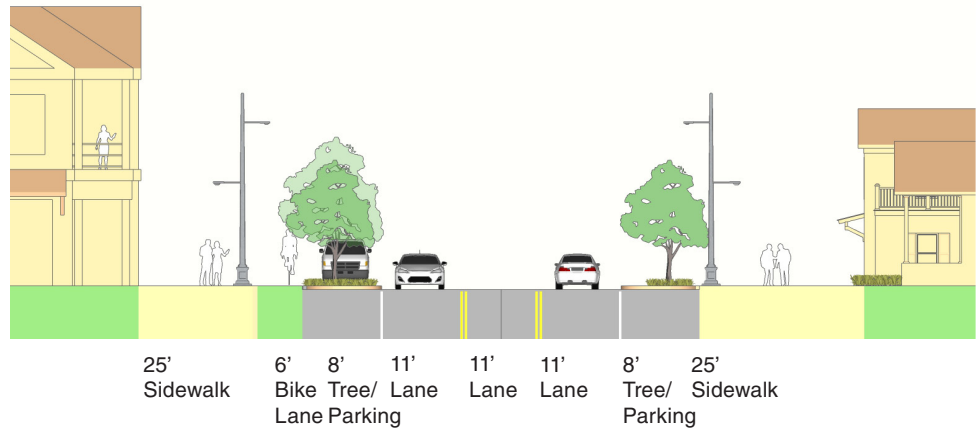 25’ 6’ 8’ 11’ 11’ 11’ 8’ 25’
Sidewalk Bike Tree/ Lane Lane Lane Tree/ Sidewalk
Lane Parking Parking